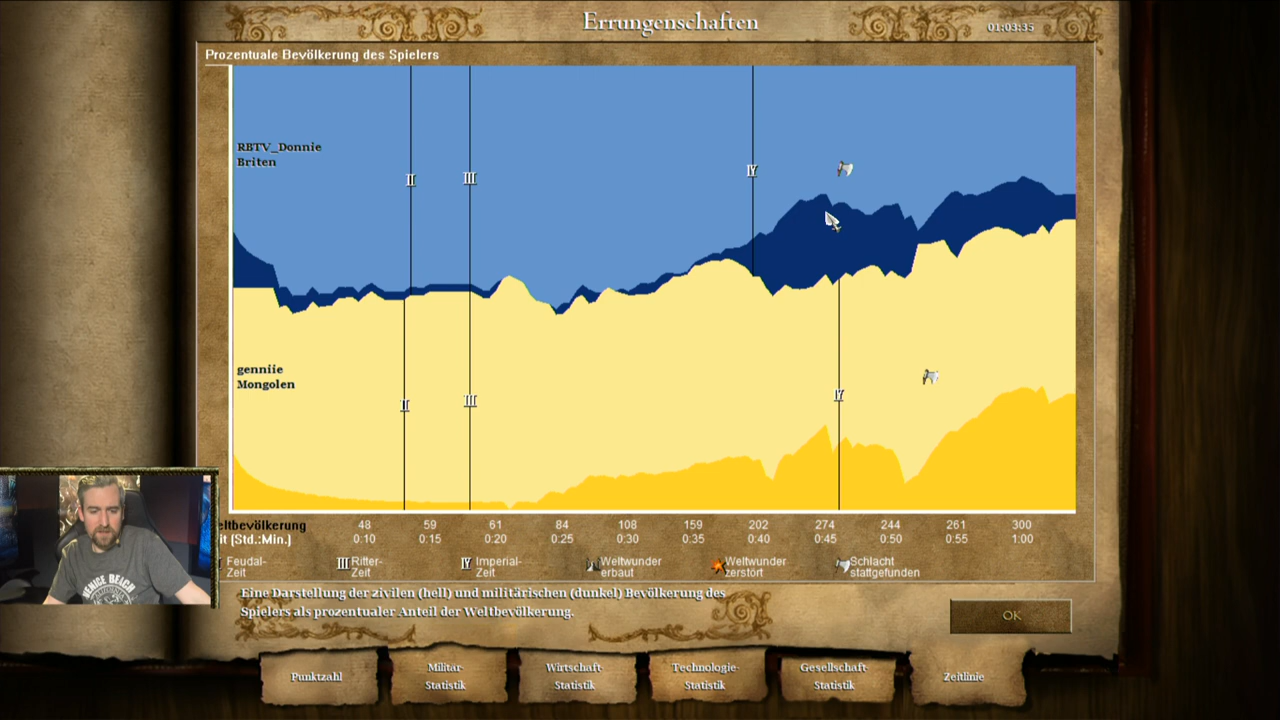 Errungenschaften
01:03:35
Prozentuale Bevölkerung des Spielers
RBTV_Donnie
Briten
II
III
IV
genniie
Mongolen
II
III
IV
eltbevölkerung 48 59 61 84 108 159 202 274 244 261 300
it (Std.:Min.) 0:10 0:15 0:20 0:25 0:30 0:35 0:40 0:45 0:50 0:55 1:00
Feudal-
Zeit
III Ritter-
Zeit
IV Imperial-
Zeit
Weltwunder
erbaut
Weltwunder
zerstört
Schlacht
stattgefunden
Eine Darstellung der zivilen (hell) und militärischen (dunkel) Bevölkerung des
Spielers als prozentualer Anteil der Weltbevölkerung.
OK
VENICE BEACH
Punktzahl
Militär-
Statistik
Wirtschaft-
Statistik
Technologie-
Statistik
Gesellschaft-
Statistik
Zeitlinie